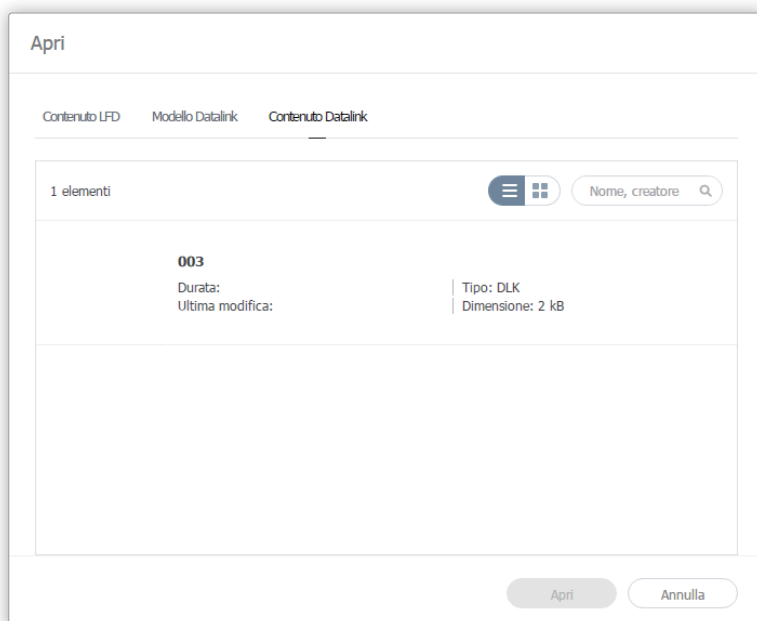 Apri
Contenuto LFD Modello Datalink Contenuto Datalink
1 elementi Nome, creatore
003
Durata: Tipo: DLK
Ultima modifica: Dimensione: 2 kB
Apri Annulla